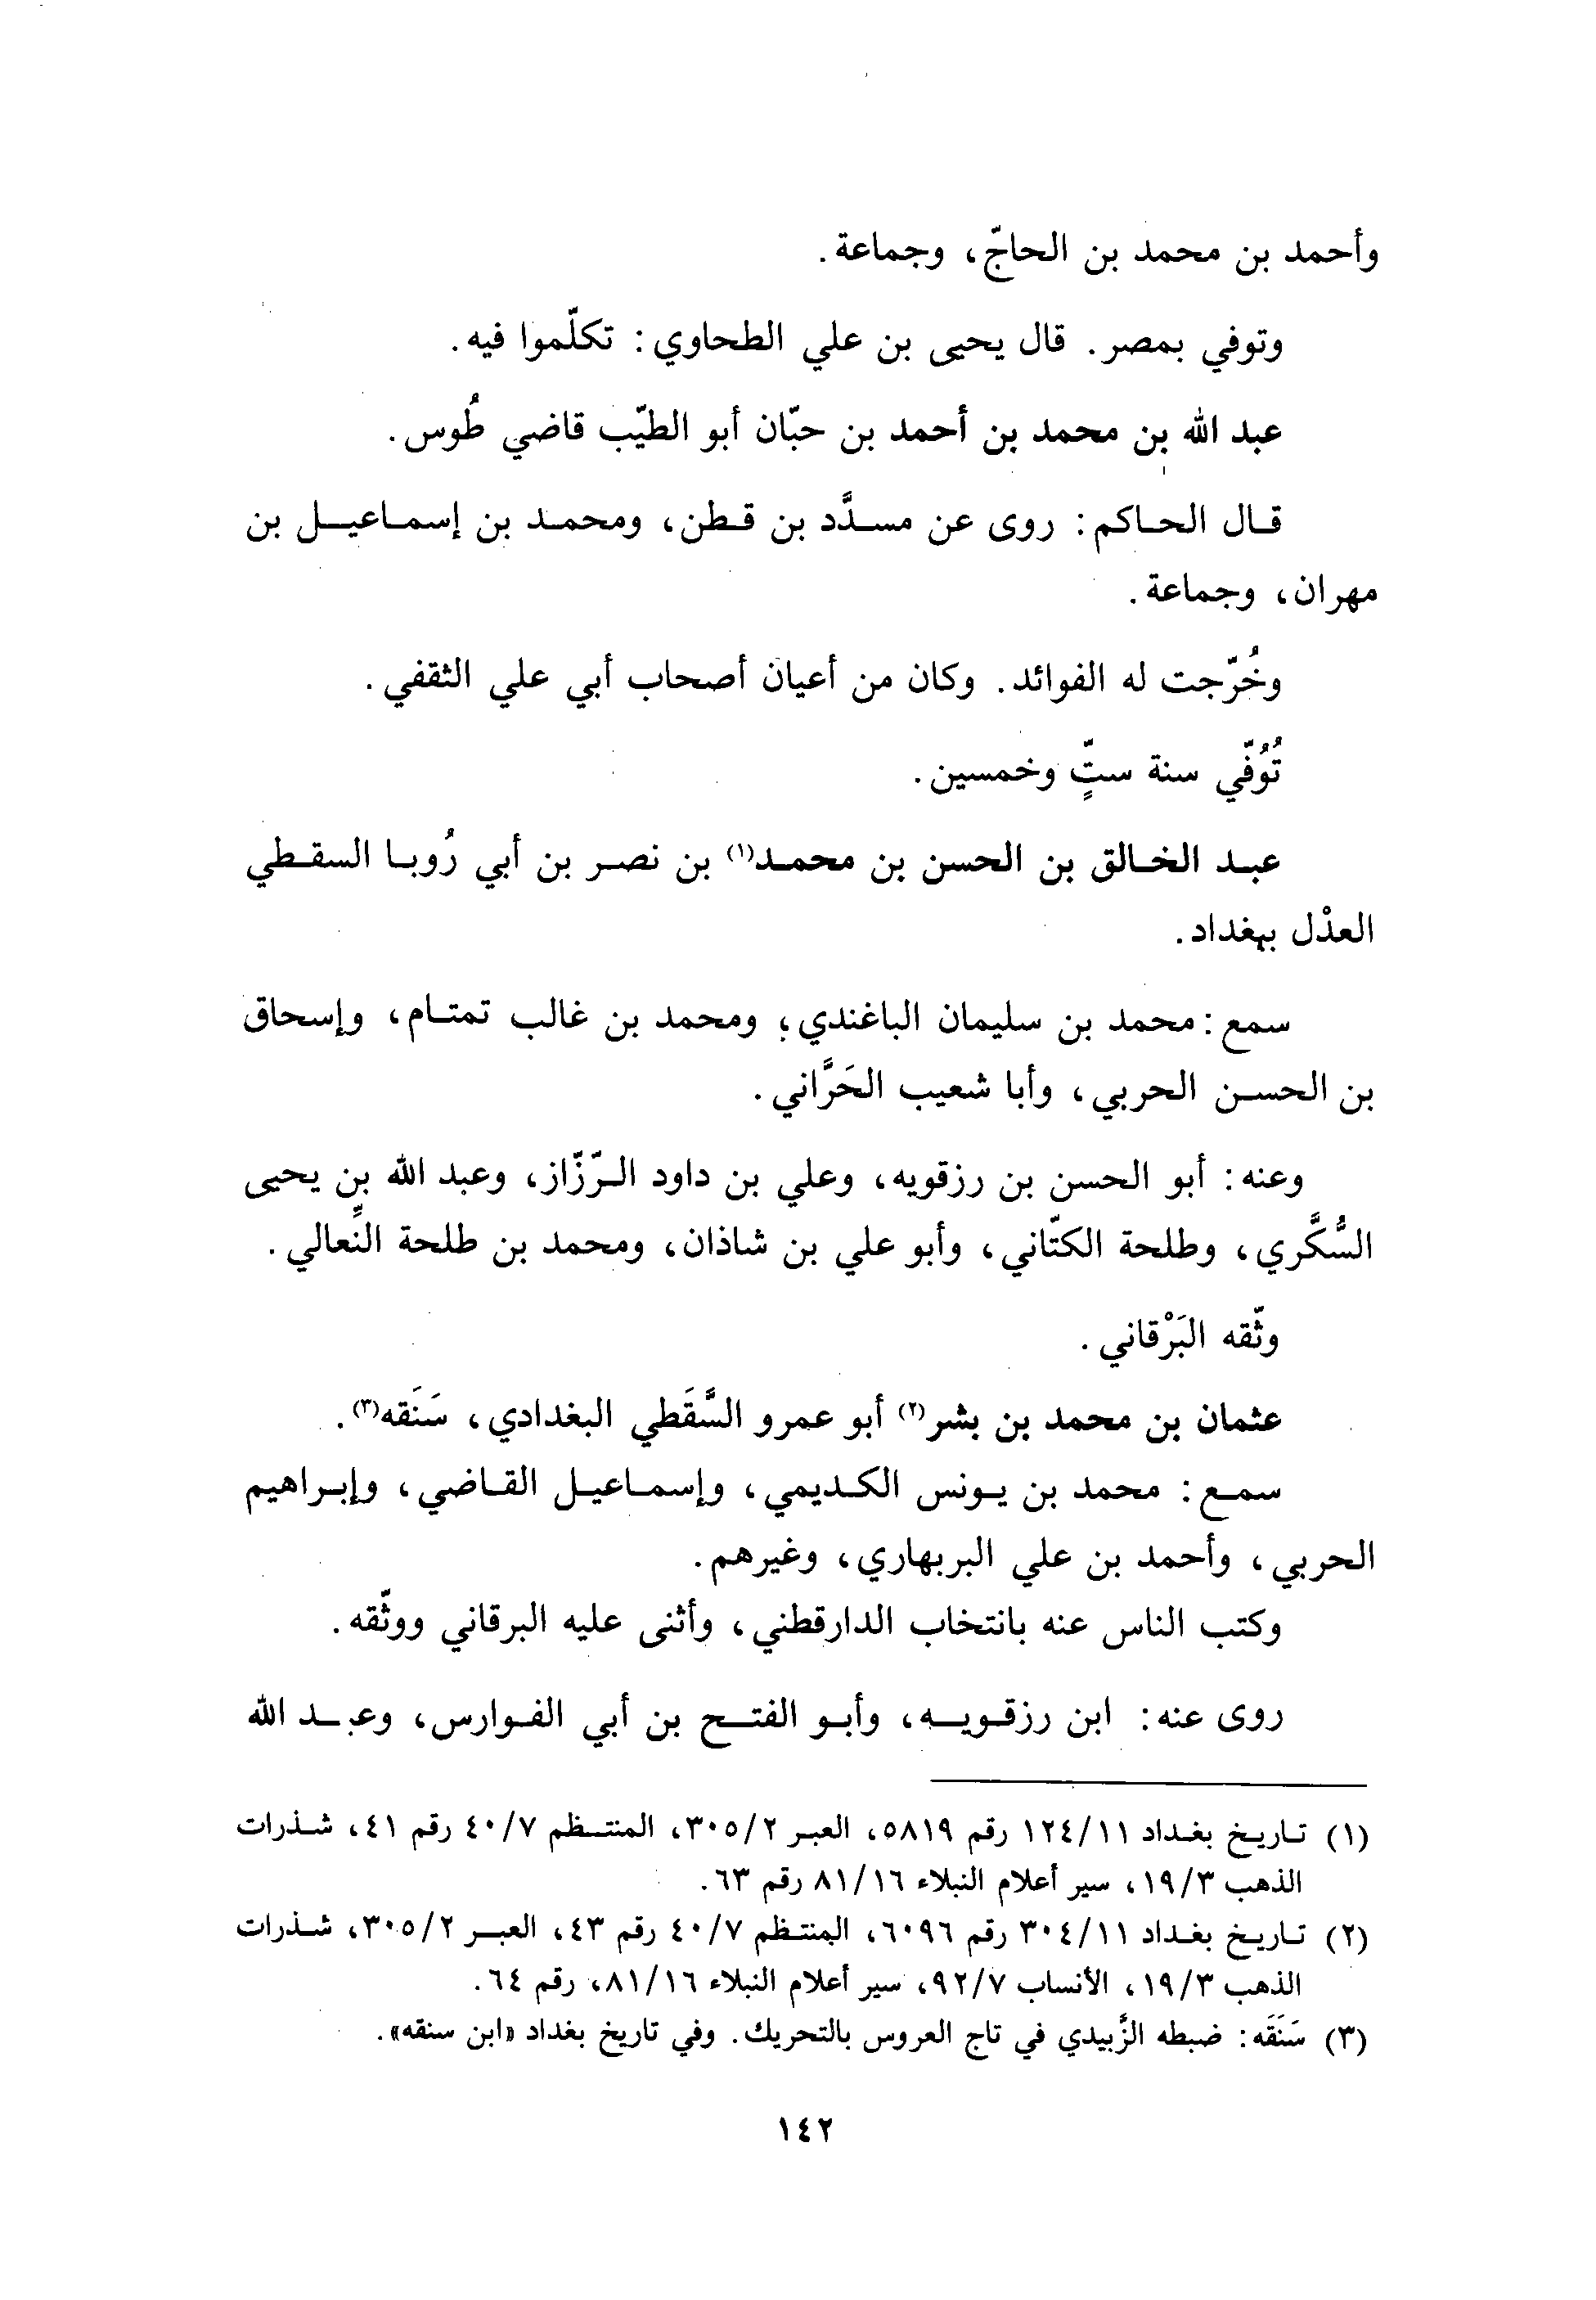 وأحمد بن محمد بن الحاجّ، وجماعة.
وتوفي بمصر. قال يحيى بن علي الطحاوي: تكلّموا فيه.
عبد الله بن محمد بن أحمد بن حبّان أبو الطيّب قاضي طُوس.
قال الحاكم: روى عن مسدَّد بن قطن، ومحمد بن إسماعيل بن
مهران، وجماعة.
وخُرّجت له الفوائد. وكان من أعيان أصحاب أبي علي الثقفي.
تُوُفّي سنة ستٍّ وخمسين.
عبد الخالق بن الحسن بن محمد(١) بن نصر بن أبي رُوبا السقطي
العذْل ببغداد.
سمع: محمد بن سليمان الباغندي، ومحمد بن غالب تمتام، وإسحاق
بن الحسن الحربي، وأبا شعيب الحَرَّاني.
وعنه: أبو الحسن بن رزقويه، وعلي بن داود الرّزّاز، وعبد الله بن يحيى
السُّكَّري، وطلحة الكتّاني، وأبو علي بن شاذان، ومحمد بن طلحة النِّعالي.
وثّقه البَرْقاني.
عثمان بن محمد بن بشر(٢) أبو عمرو السَّقَطي البغدادي، سَنَقه(٣).
سمع: محمد بن يونس الكديمي، وإسماعيل القاضي، وإبراهيم
الحربي، وأحمد بن علي البربهاري، وغيرهم.
وكتب الناس عنه بانتخاب الدارقطني، وأثنى عليه البرقاني ووثّقه.
روى عنه: ابن رزقويه، وأبو الفتح بن أبي الفوارس، وعبد الله
(١) تاريخ بغداد ١٢٤/١١ رقم ٥٨١٩، العبر ٣٠٥/٢، المنتظم ٤٠/٧ رقم ٤١، شذرات
الذهب ١٩/٣، سير أعلام النبلاء ٨١/١٦ رقم ٦٣.
(٢) تاريخ بغداد ٣٠٤/١١ رقم ٦٠٩٦، المنتظم ٤٠/٧ رقم ٤٣، العبر ٣٠٥/٢، شذرات
الذهب ١٩/٣، الأنساب ٩٢/٧، سير أعلام النبلاء ٨١/١٦، رقم ٦٤.
(٣) سَنَقَه: ضبطه الزَّبيدي في تاج العروس بالتحريك. وفي تاريخ بغداد «ابن سنقه».
١٤٢